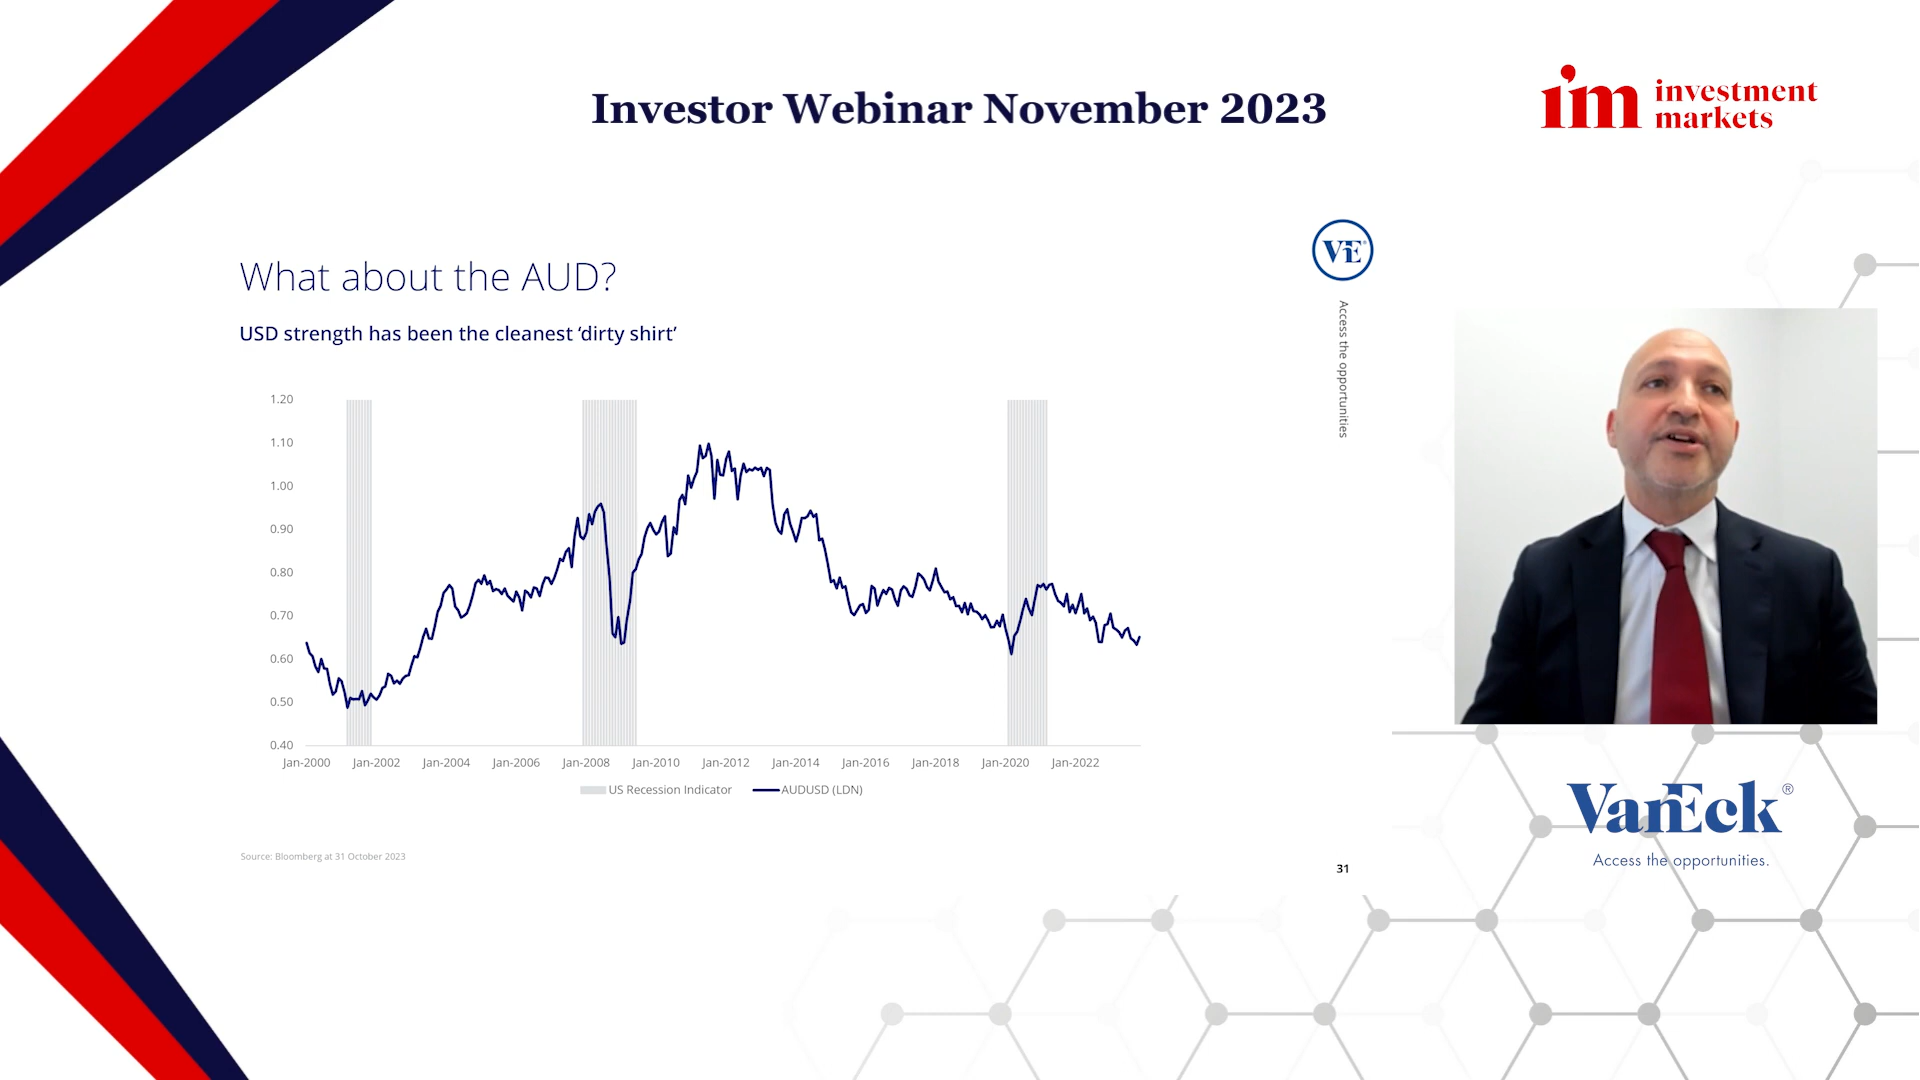 Investor Webinar November 2023
im investment
markets
VE
Access the opportunities
What about the AUD?
USD strength has been the cleanest ‘dirty shirt’
1.20
1.10
1.00
0.90
0.80
0.70
0.60
0.50
0.40
Jan-2000 Jan-2002 Jan-2004 Jan-2006 Jan-2008 Jan-2010 Jan-2012 Jan-2014 Jan-2016 Jan-2018 Jan-2020 Jan-2022
US Recession Indicator AUDUSD (LDN)
Source: Bloomberg at 31 October 2023
31
VanEck®
Access the opportunities.